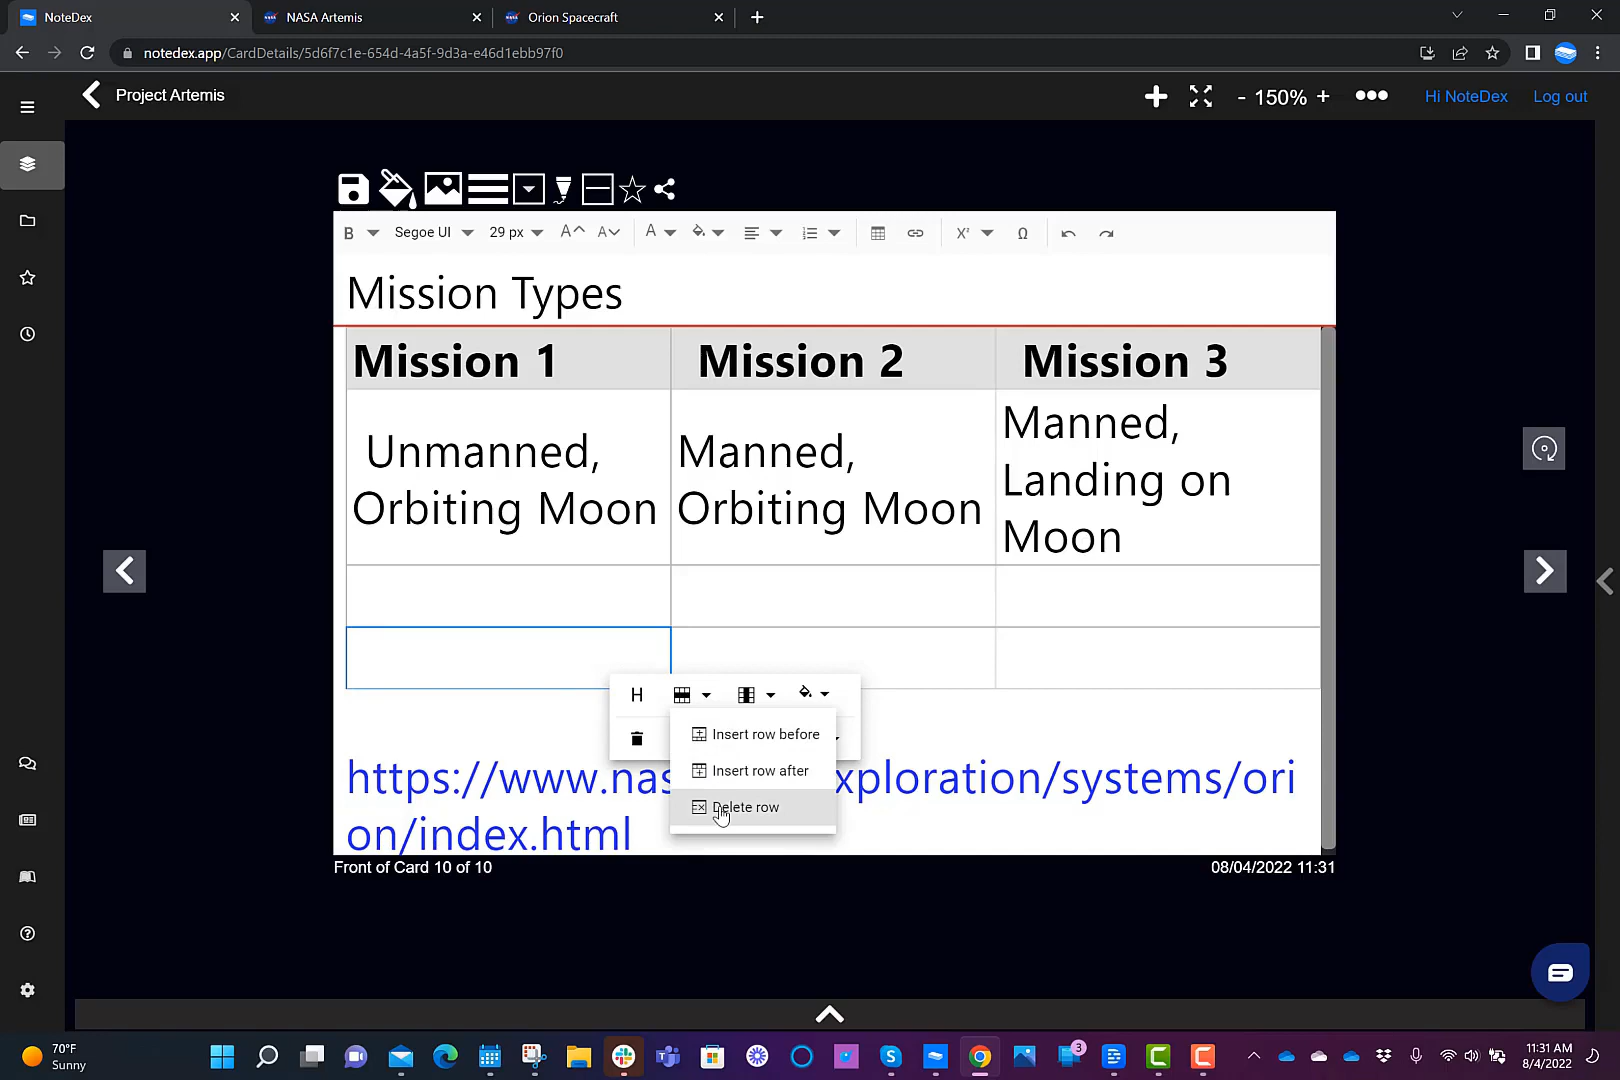 NoteDex
NASA Artemis
Orion Spacecraft
notedex.app/CardDetails/5d6f7c1e-654d-4a5f-9d3a-e46d1ebb97f0
Project Artemis
- 150% +
Hi NoteDex
Log out
B
Segoe UI
29 px
A
A
A
X²
Ω
Mission Types
Mission 1
Mission 2
Mission 3
Unmanned,
Orbiting Moon
Manned,
Orbiting Moon
Manned,
Landing on
Moon
H
Insert row before
Insert row after
Delete row
https://www.nas
xploration/systems/ori
on/index.html
Front of Card 10 of 10
08/04/2022 11:31
70°F
Sunny
3
11:31 AM
8/4/2022